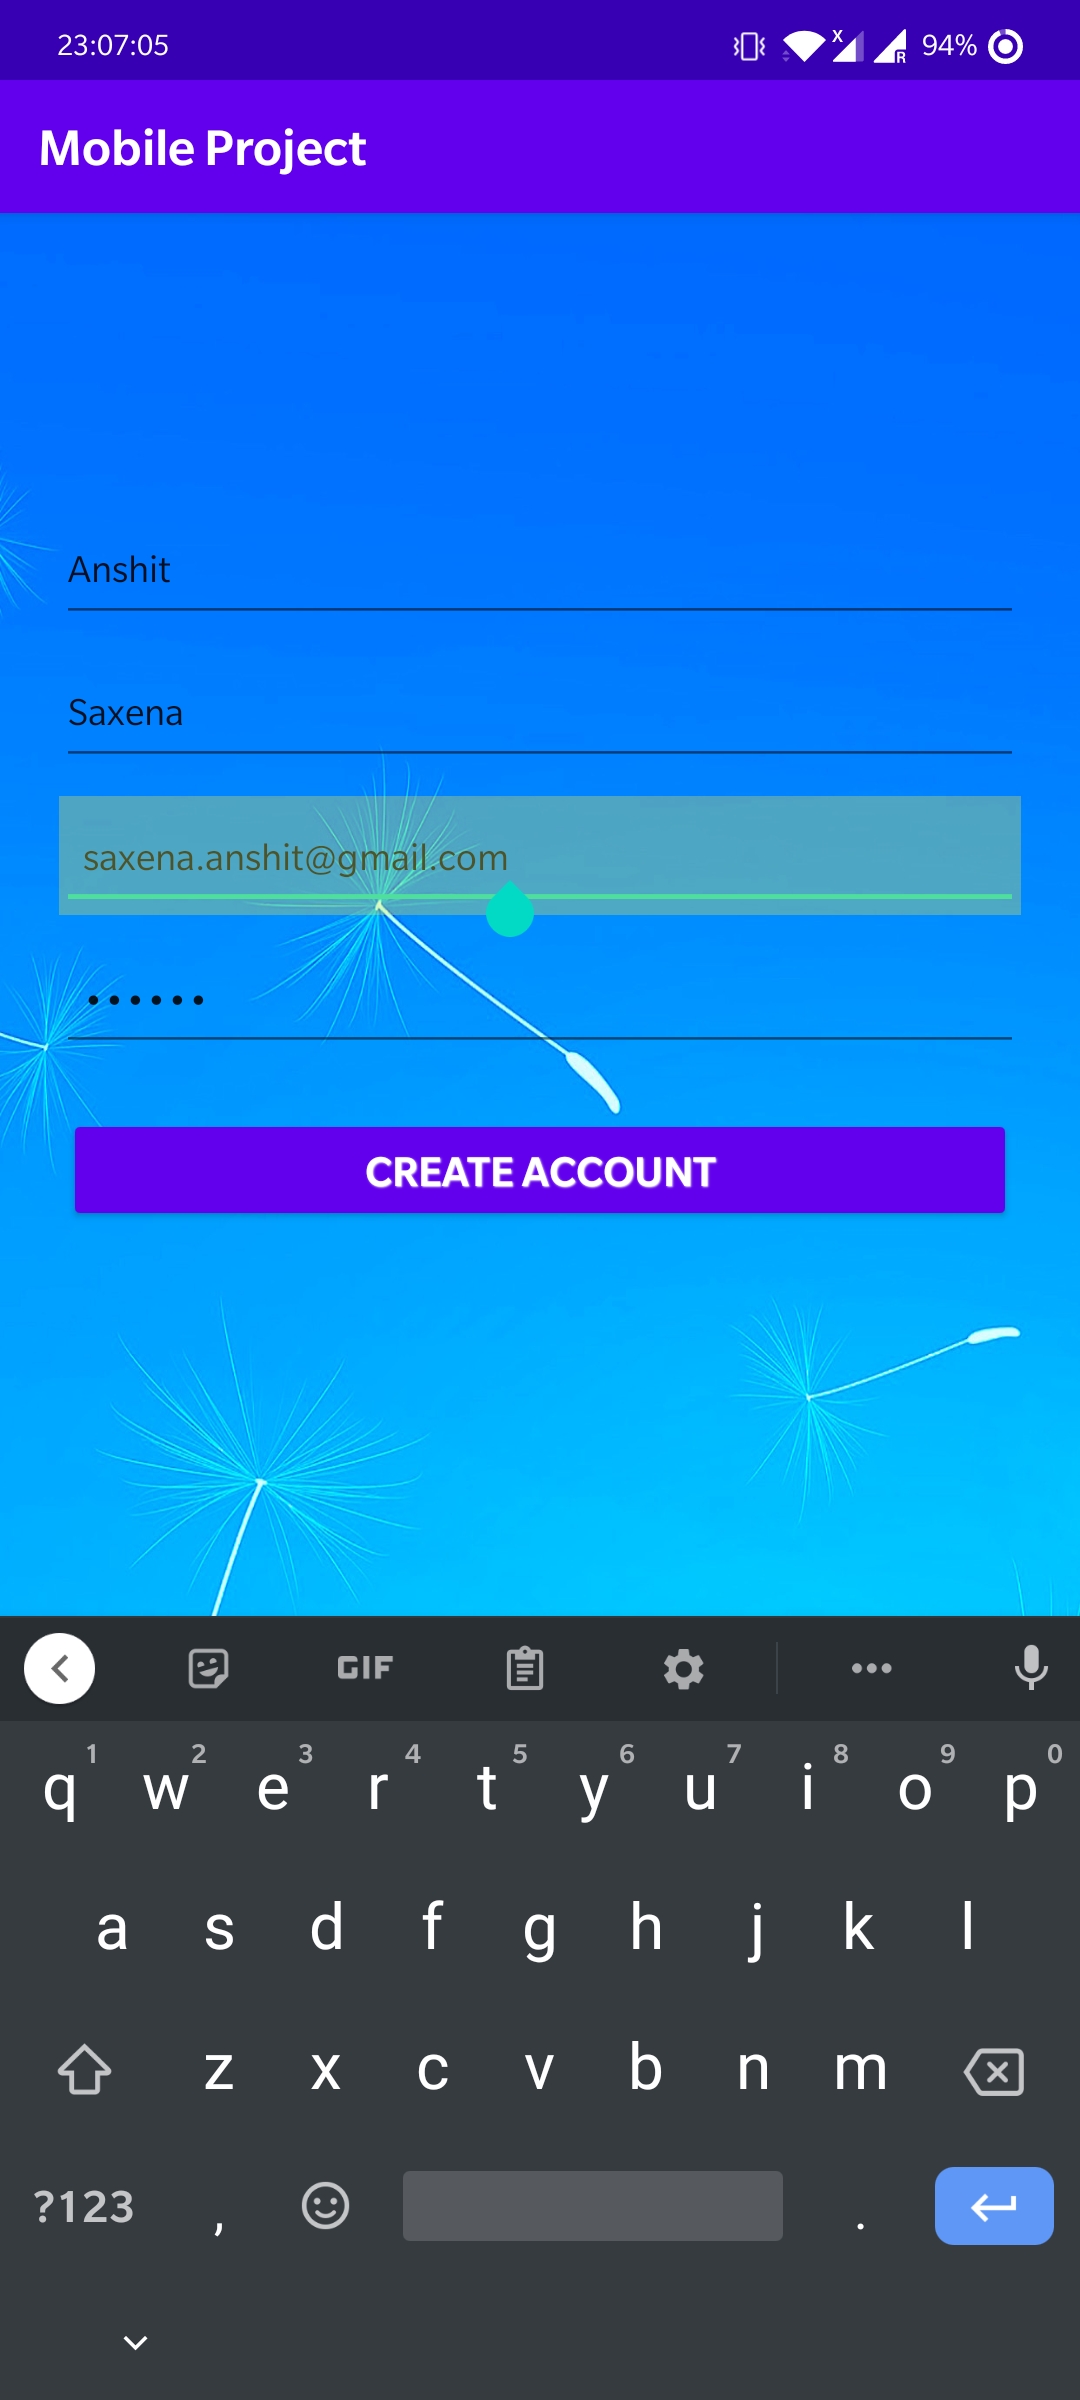 23:07:05 X R 94%
Mobile Project
Anshit
Saxena
saxena.anshit@gmail.com
••••••
CREATE ACCOUNT
GIF
1 2 3 4 5 6 7 8 9 0
q w e r t y u i o p
a s d f g h j k l
z x c v b n m
?123 , .